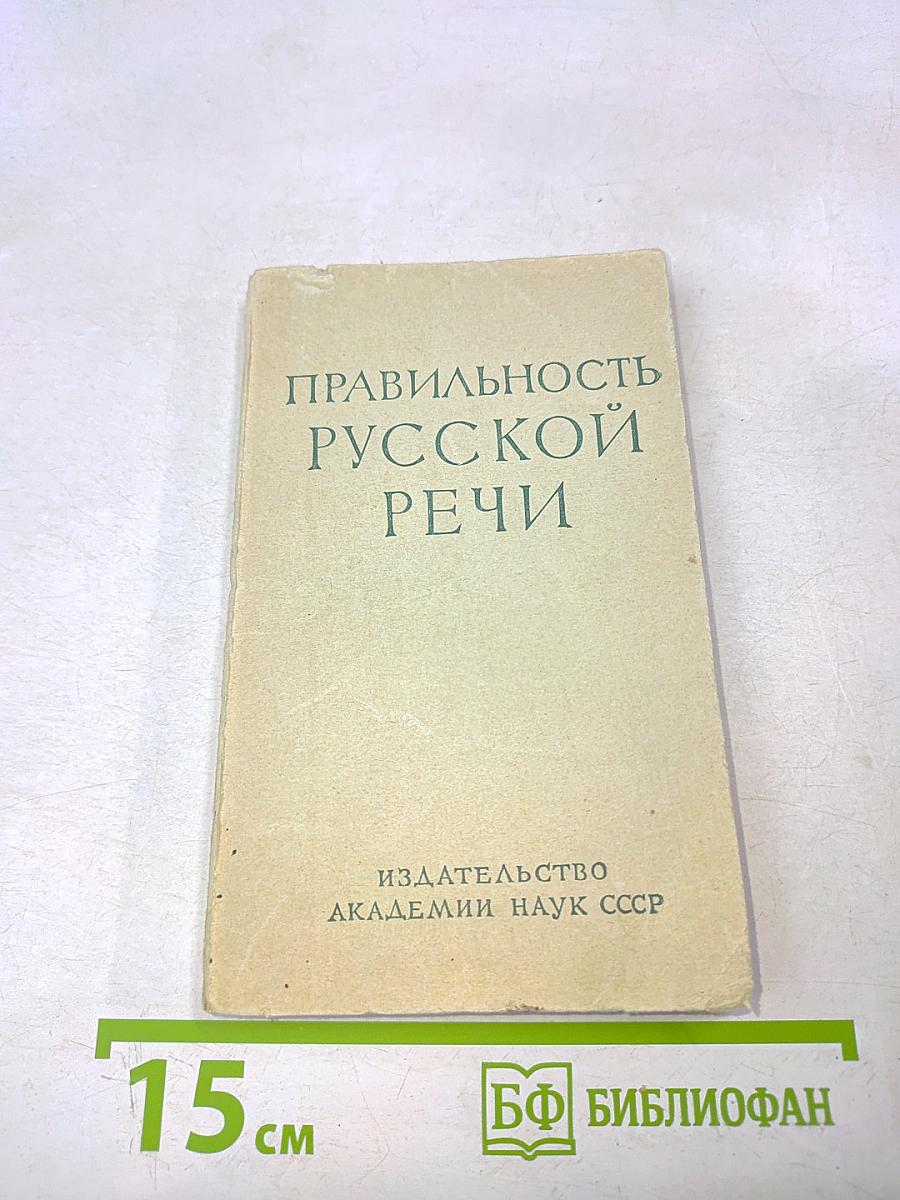 ПРАВИЛЬНОСТЬ
РУССКОЙ
РЕЧИ
ИЗДАТЕЛЬСТВО
АКАДЕМИИ НАУК СССР
15 см
БФ БИБЛИОФАН